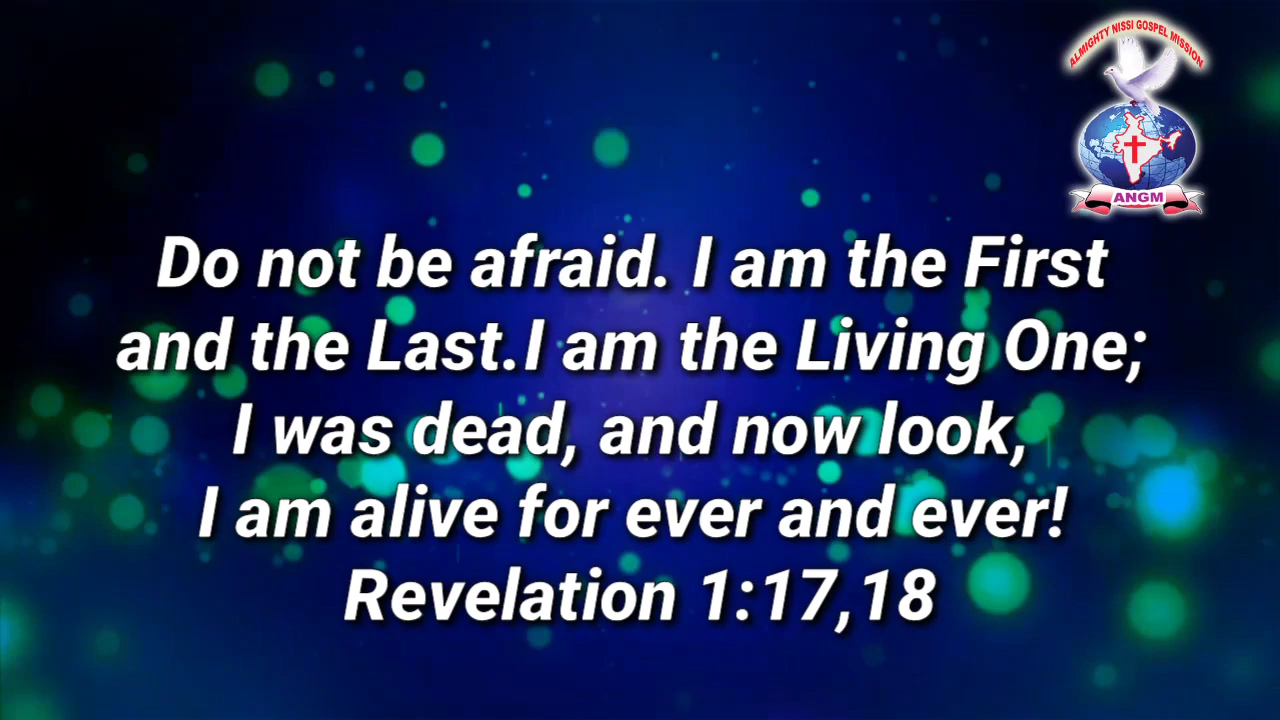 ALMIGHTY NISSI GOSPEL MISSION
ANGM
Do not be afraid. I am the First
and the Last.I am the Living One;
I was dead, and now look,
I am alive for ever and ever!
Revelation 1:17,18